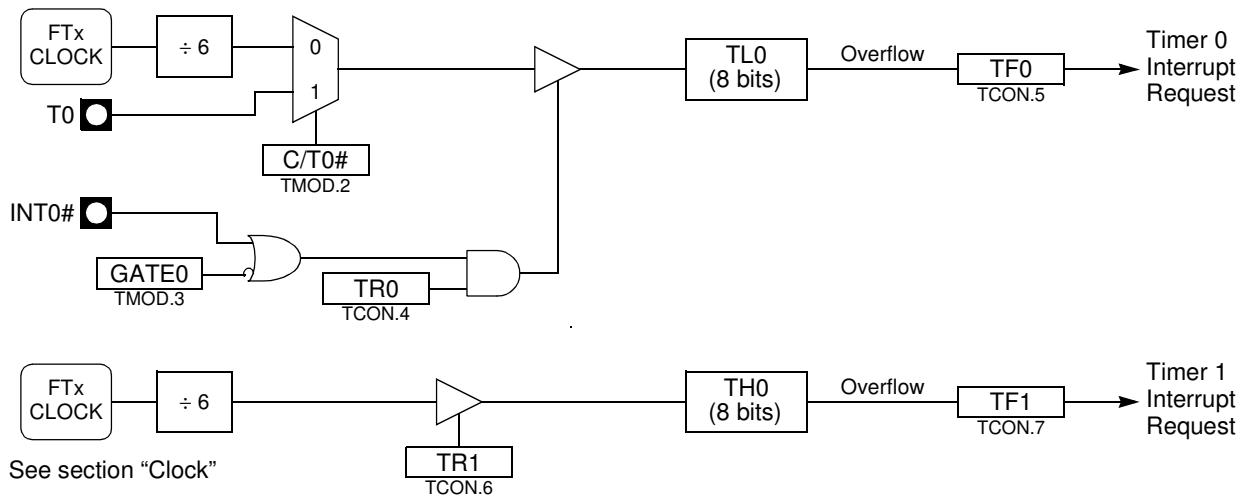 FTx
CLOCK
÷ 6
0
1
T0
C/T0#
TMOD.2
TL0
(8 bits)
Overflow
TF0
TCON.5
Timer 0
Interrupt
Request
INT0#
GATE0
TMOD.3
TR0
TCON.4
FTx
CLOCK
÷ 6
TR1
TCON.6
TH0
(8 bits)
Overflow
TF1
TCON.7
Timer 1
Interrupt
Request
See section “Clock”